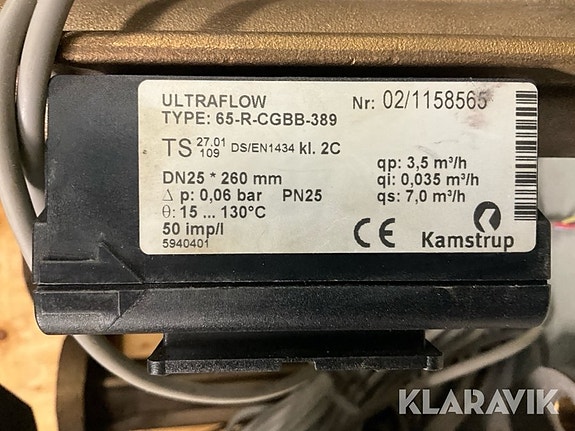 ULTRAFLOW Nr: 02/1158565
TYPE: 65-R-CGBB-389
TS 27.01 109 DS/EN1434 kl. 2C
DN25 * 260 mm qp: 3,5 m³/h
Δ p: 0,06 bar PN25 qi: 0,035 m³/h
θ: 15 ... 130°C qs: 7,0 m³/h
50 imp/l
5940401 CE Kamstrup
KLARAVIK